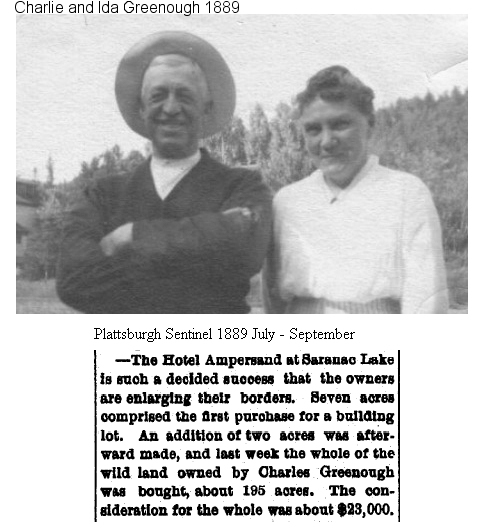 Charlie and Ida Greenough 1889
Plattsburgh Sentinel 1889 July - September
—The Hotel Ampersand at Saranac Lake
is such a decided success that the owners
are enlarging their borders. Seven acres
comprised the first purchase for a building
lot. An addition of two acres was after-
ward made, and last week the whole of the
wild land owned by Charles Greenough
was bought, about 195 acres. The con-
sideration for the whole was about $23,000.